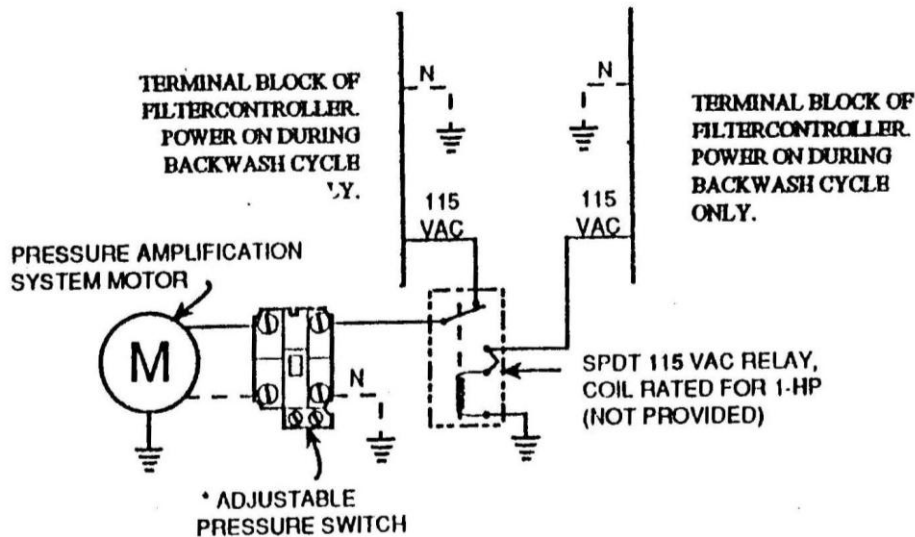 TERMINAL BLOCK OF
FILTERCONTROLLER.
POWER ON DURING
BACKWASH CYCLE
Y.
N
115
VAC
N
115
VAC
TERMINAL BLOCK OF
FILTERCONTROLLER.
POWER ON DURING
BACKWASH CYCLE
ONLY.
PRESSURE AMPLIFICATION
SYSTEM MOTOR
M
N
SPDT 115 VAC RELAY,
COIL RATED FOR 1-HP
(NOT PROVIDED)
* ADJUSTABLE
PRESSURE SWITCH